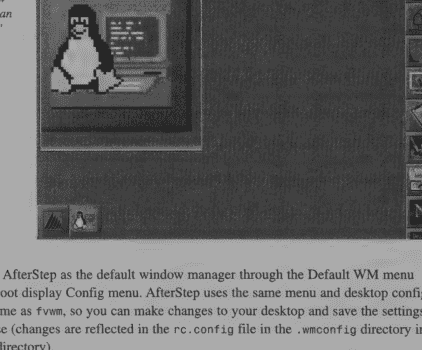 an
AfterStep as the default window manager through the Default WM menu
root display Config menu. AfterStep uses the same menu and desktop config
me as fvwm, so you can make changes to your desktop and save the settings
se (changes are reflected in the rc.config file in the .wmconfig directory in
directory).